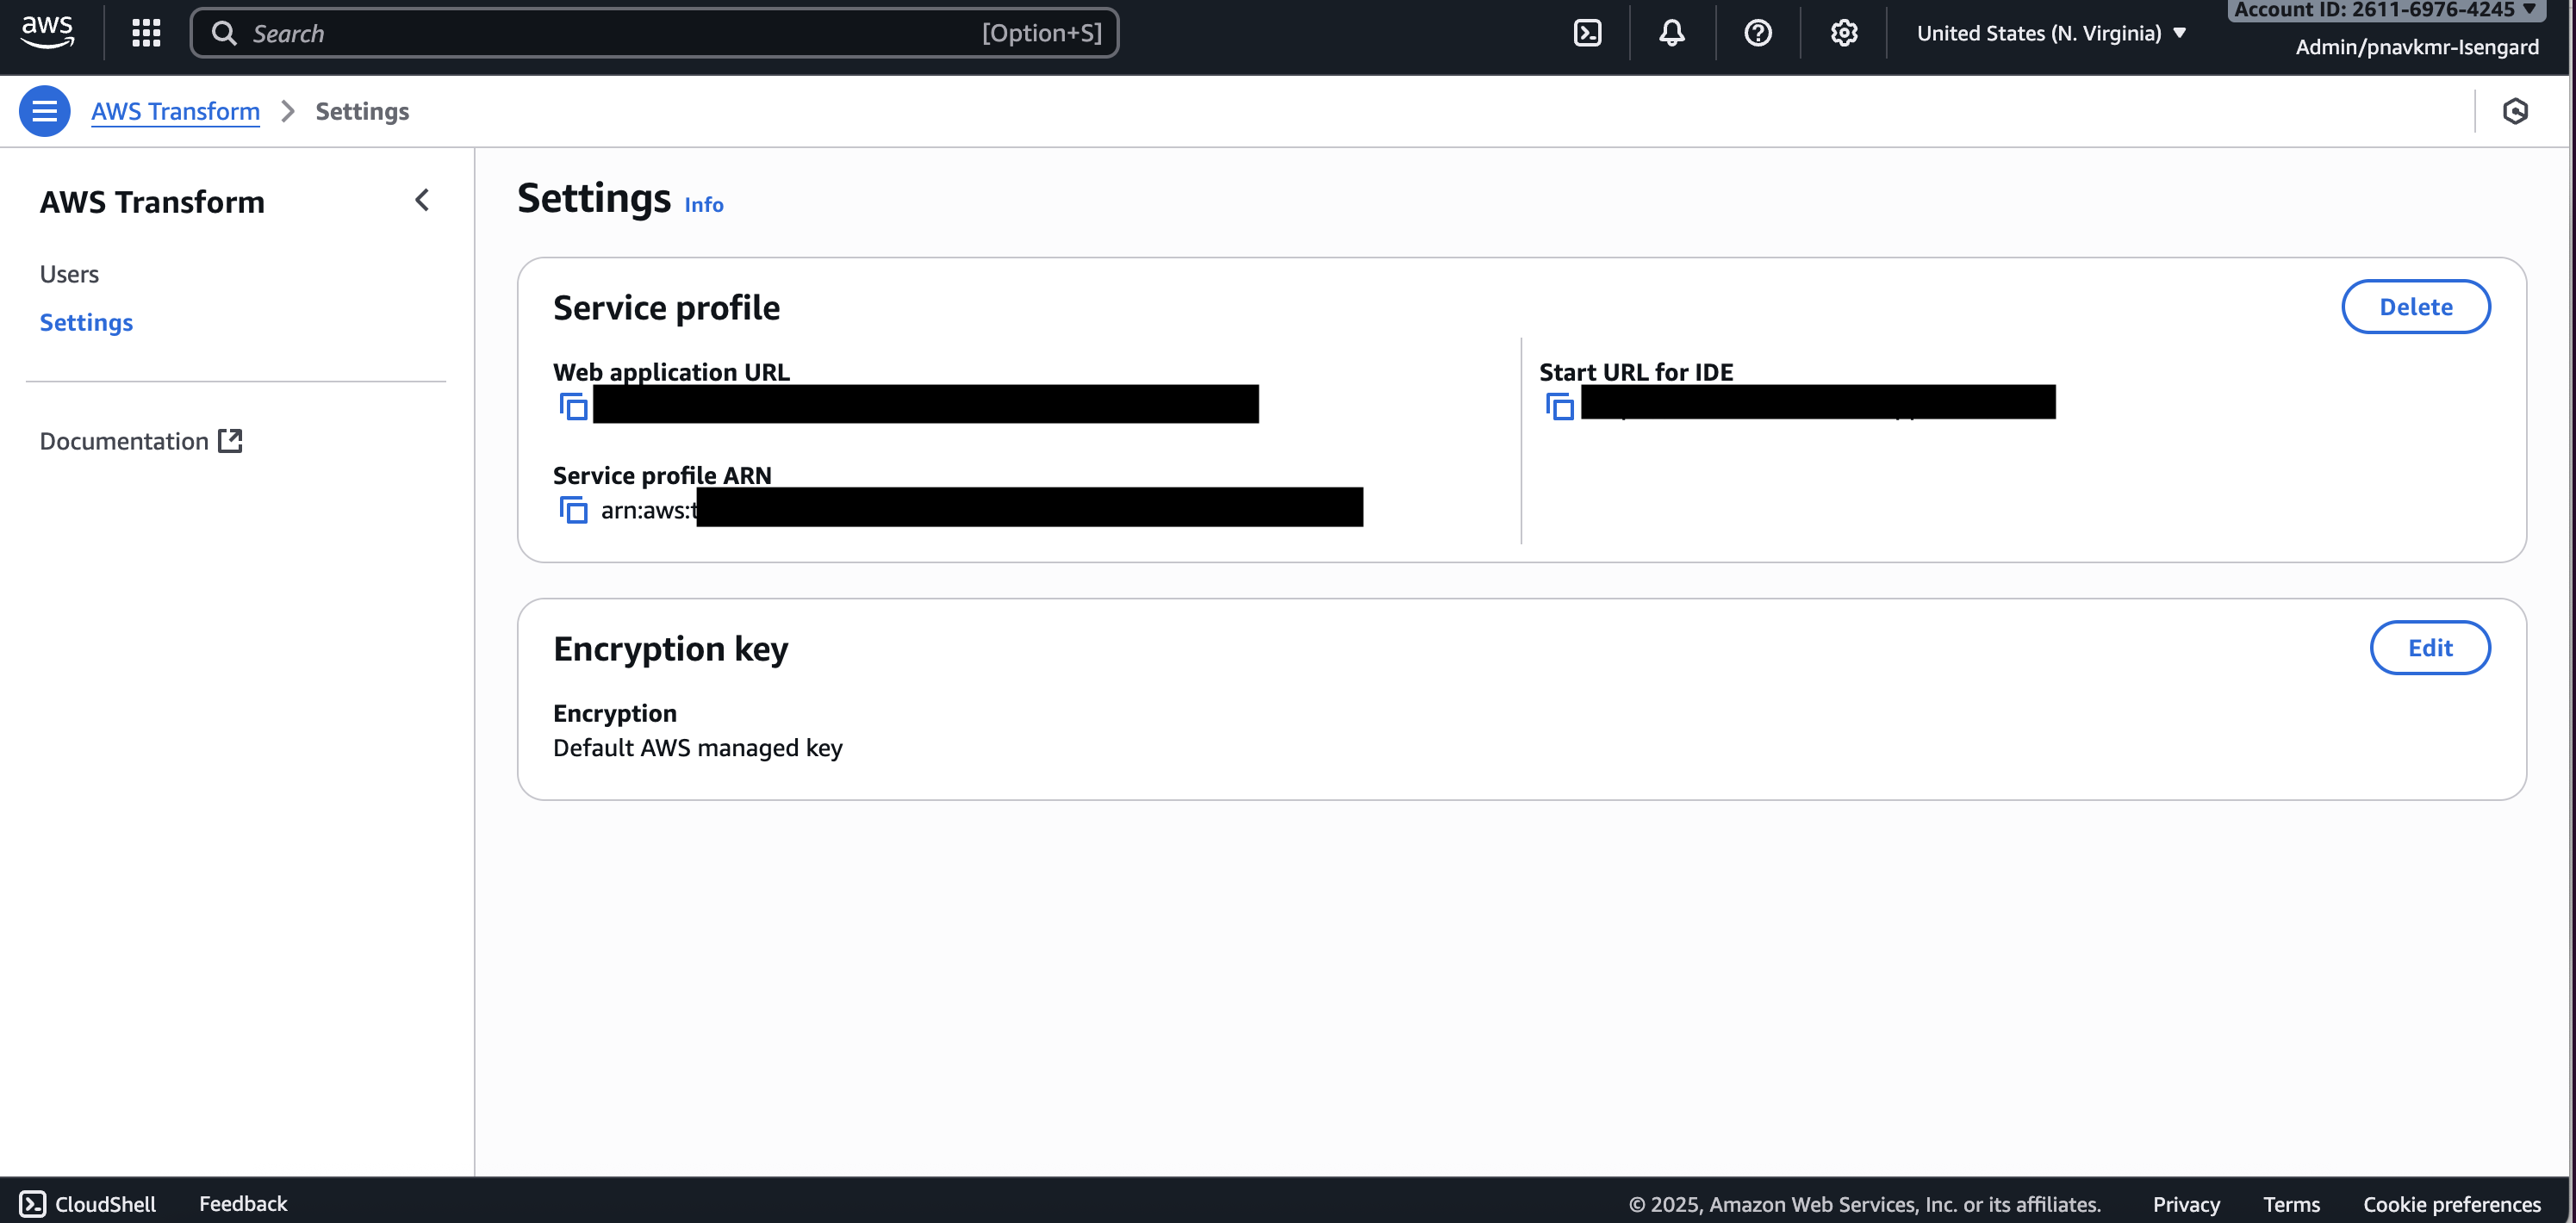 aws
Search [Option+S]
United States (N. Virginia)
Account ID: 2611-6976-4245
Admin/pnavkmr-Isengard
AWS Transform > Settings
AWS Transform
Users
Settings
Documentation
Settings Info
Service profile
Delete
Web application URL
Start URL for IDE
Service profile ARN
arn:aws:t
Encryption key
Edit
Encryption
Default AWS managed key
CloudShell
Feedback
© 2025, Amazon Web Services, Inc. or its affiliates.
Privacy
Terms
Cookie preferences